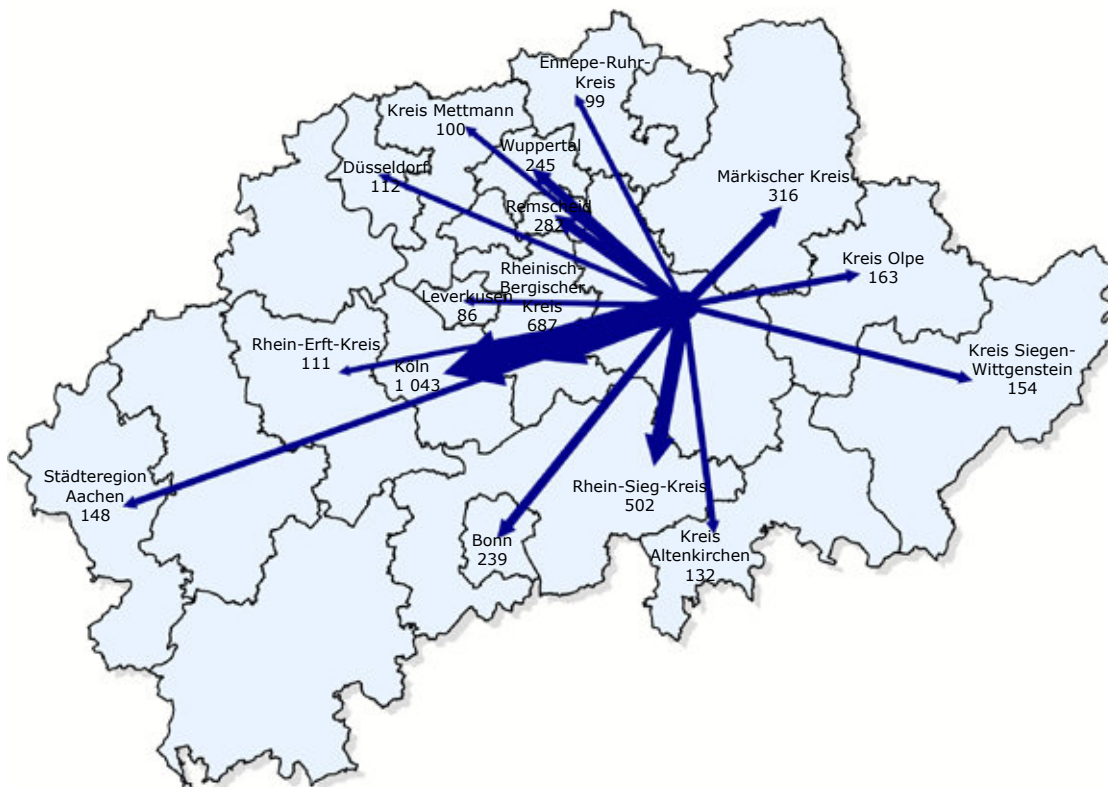 Ennepe-Ruhr-
Kreis
99
Kreis Mettmann
100
Wuppertal
245
Düsseldorf
112
Märkischer Kreis
316
Remscheid
282
Kreis Olpe
163
Rheinisch-
Bergischer
Kreis
687
Leverkusen
86
Rhein-Erft-Kreis
111
Köln
1 043
Kreis Siegen-
Wittgenstein
154
Städteregion
Aachen
148
Rhein-Sieg-Kreis
502
Bonn
239
Kreis
Altenkirchen
132